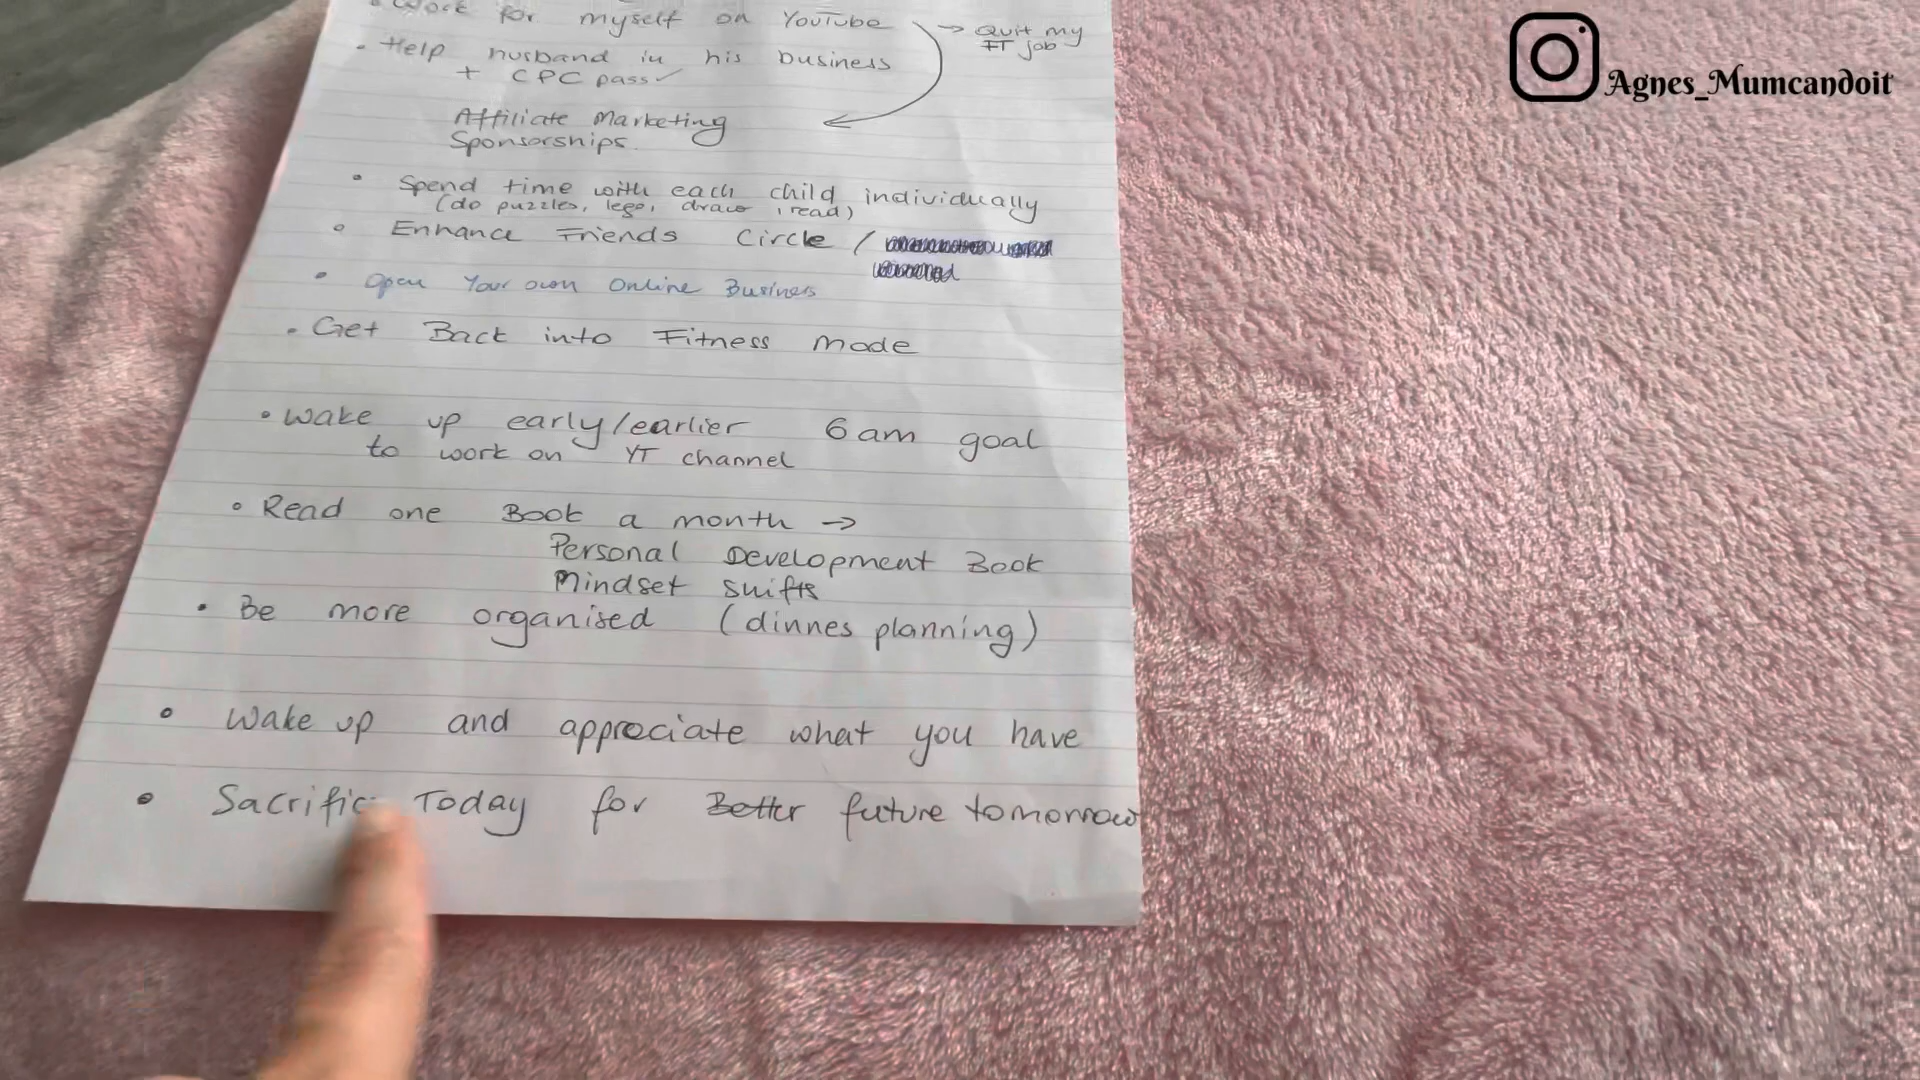 • Work for myself on YouTube → Quit my
FT job
• Help husband in his business
+ CPC pass ✓
Affiliate Marketing
Sponsorships.
• Spend time with each child individually
(do puzzles, lego, draw, read)
• Enhance Friends Circle /
• Open Your own Online Business
• Get Back into Fitness mode
• Wake up early/earlier 6 am goal
to work on YT channel
• Read one Book a month →
Personal Development Book
Mindset swifts
• Be more organised (dinnes planning)
• Wake up and appreciate what you have
• Today for Better future tomorrow
Agnes_Mumcandoit